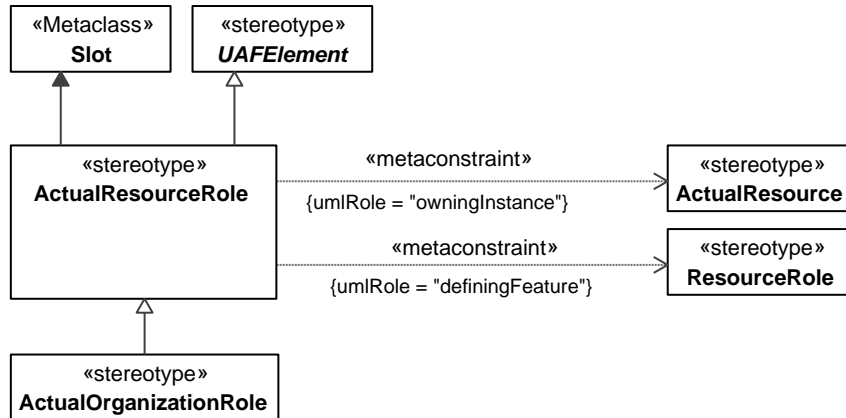 «Metaclass»
Slot
«stereotype»
UAFElement
«stereotype»
ActualResourceRole
«metaconstraint»
{umlRole = "owningInstance"}
«stereotype»
ActualResource
«metaconstraint»
{umlRole = "definingFeature"}
«stereotype»
ResourceRole
«stereotype»
ActualOrganizationRole